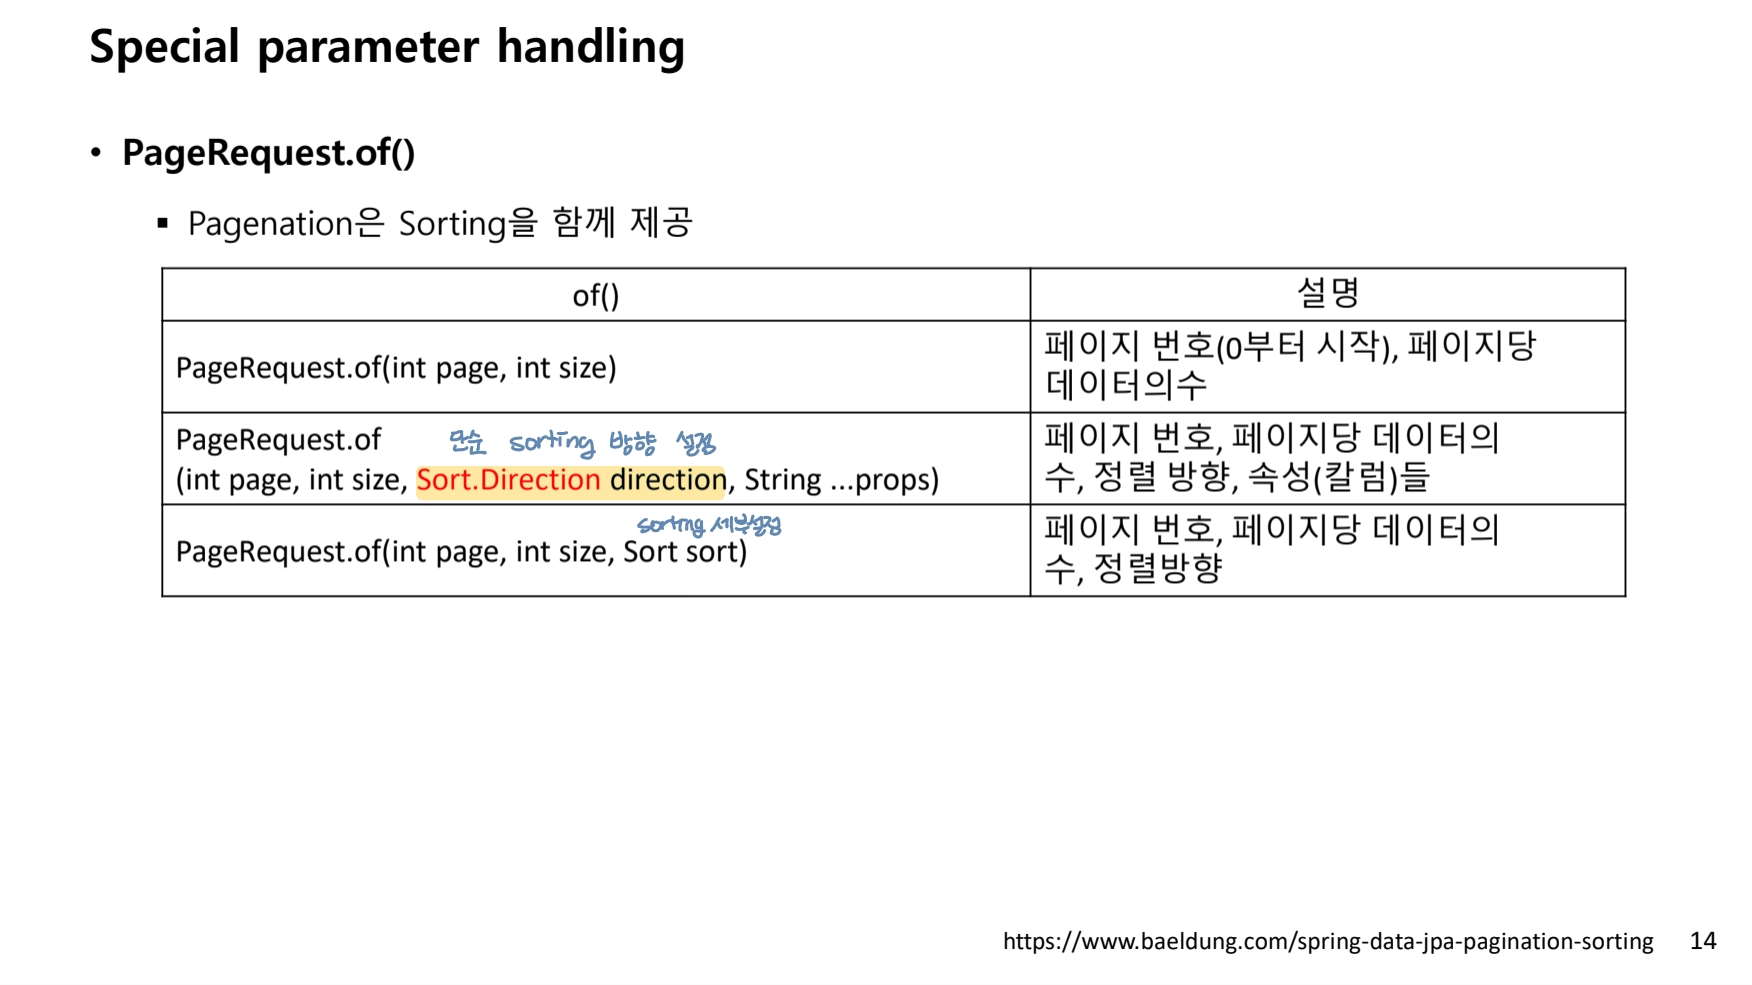 Special parameter handling
• PageRequest.of()
▪ Pagenation은 Sorting을 함께 제공
of()
설명
PageRequest.of(int page, int size)
페이지 번호(0부터 시작), 페이지당
데이터의수
PageRequest.of
단순 sorting 방향 설정
(int page, int size, Sort.Direction direction, String ...props)
페이지 번호, 페이지당 데이터의
수, 정렬 방향, 속성(칼럼)들
sorting 세부설정
PageRequest.of(int page, int size, Sort sort)
페이지 번호, 페이지당 데이터의
수, 정렬방향
https://www.baeldung.com/spring-data-jpa-pagination-sorting
14